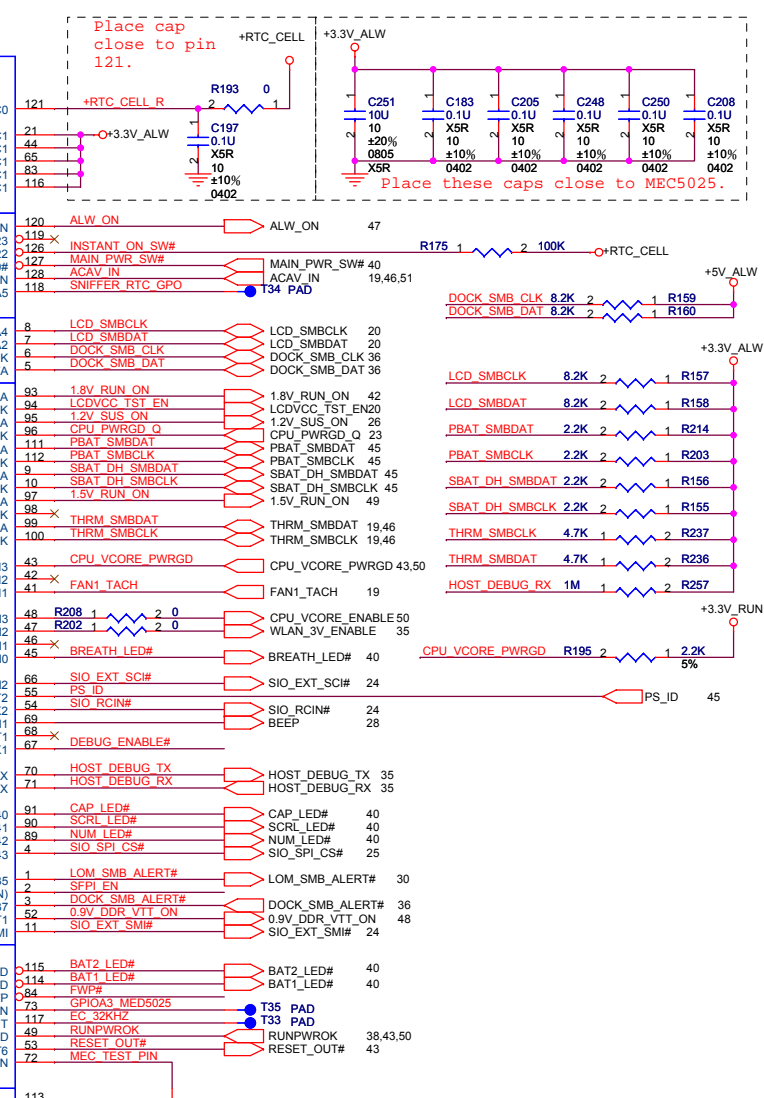 Place cap
close to pin
121.
+RTC_CELL
R193 0
2 1
121 +RTC_CELL_R
1
C197
0.1U
X5R
10
±10%
0402
2
21
44
65
83
116
+3.3V_ALW
+3.3V_ALW
1 C251 10U 10 ±20% 0805 X5R 2
1 C183 0.1U X5R 10 ±10% 0402 2
1 C205 0.1U X5R 10 ±10% 0402 2
1 C248 0.1U X5R 10 ±10% 0402 2
1 C250 0.1U X5R 10 ±10% 0402 2
1 C208 0.1U X5R 10 ±10% 0402 2
Place these caps close to MEC5025.
120 ALW_ON ALW_ON 47
119
126 INSTANT_ON_SW# R175 1 2 100K +RTC_CELL
127 MAIN_PWR_SW# MAIN_PWR_SW# 40
128 ACAV_IN ACAV_IN 19,46,51
118 SNIFFER_RTC_GPO T34 PAD
+5V_ALW
DOCK_SMB_CLK 8.2K 2 1 R159
DOCK_SMB_DAT 8.2K 2 1 R160
8 LCD_SMBCLK LCD_SMBCLK 20
7 LCD_SMBDAT LCD_SMBDAT 20
6 DOCK_SMB_CLK DOCK_SMB_CLK 36
5 DOCK_SMB_DAT DOCK_SMB_DAT 36
+3.3V_ALW
LCD_SMBCLK 8.2K 2 1 R157
LCD_SMBDAT 8.2K 2 1 R158
PBAT_SMBDAT 2.2K 2 1 R214
PBAT_SMBCLK 2.2K 2 1 R203
SBAT_DH_SMBDAT 2.2K 2 1 R156
SBAT_DH_SMBCLK 2.2K 2 1 R155
THRM_SMBCLK 4.7K 1 2 R237
THRM_SMBDAT 4.7K 1 2 R236
HOST_DEBUG_RX 1M 1 2 R257
93 1.8V_RUN_ON 1.8V_RUN_ON 42
94 LCDVCC_TST_EN LCDVCC_TST_EN20
95 1.2V_SUS_ON 1.2V_SUS_ON 26
96 CPU_PWRGD_Q CPU_PWRGD_Q 23
111 PBAT_SMBDAT PBAT_SMBDAT 45
112 PBAT_SMBCLK PBAT_SMBCLK 45
9 SBAT_DH_SMBDAT SBAT_DH_SMBDAT 45
10 SBAT_DH_SMBCLK SBAT_DH_SMBCLK 45
97 1.5V_RUN_ON 1.5V_RUN_ON 49
98
99 THRM_SMBDAT THRM_SMBDAT 19,46
100 THRM_SMBCLK THRM_SMBCLK 19,46
43 CPU_VCORE_PWRGD CPU_VCORE_PWRGD 43,50
42
41 FAN1_TACH FAN1_TACH 19
+3.3V_RUN
48 R208 1 2 0 CPU_VCORE_ENABLE 50
47 R202 1 2 0 WLAN_3V_ENABLE 35
46
45 BREATH_LED# BREATH_LED# 40
CPU_VCORE_PWRGD R195 2 1 2.2K
5%
66 SIO_EXT_SCI# SIO_EXT_SCI# 24
55 PS_ID PS_ID 45
54 SIO_RCIN# SIO_RCIN# 24
69 BEEP 28
68
67 DEBUG_ENABLE#
70 HOST_DEBUG_TX HOST_DEBUG_TX 35
71 HOST_DEBUG_RX HOST_DEBUG_RX 35
91 CAP_LED# CAP_LED# 40
90 SCRL_LED# SCRL_LED# 40
89 NUM_LED# NUM_LED# 40
4 SIO_SPI_CS# SIO_SPI_CS# 25
1 LOM_SMB_ALERT# LOM_SMB_ALERT# 30
2 SFPI_EN
3 DOCK_SMB_ALERT# DOCK_SMB_ALERT# 36
52 0.9V_DDR_VTT_ON 0.9V_DDR_VTT_ON 48
11 SIO_EXT_SMI# SIO_EXT_SMI# 24
115 BAT2_LED# BAT2_LED# 40
114 BAT1_LED# BAT1_LED# 40
84 FWP#
73 GPIOA3_MED5025 T35 PAD
117 EC_32KHZ T33 PAD
49 RUNPWROK RUNPWROK 38,43,50
53 RESET_OUT# RESET_OUT# 43
72 MEC_TEST_PIN
113